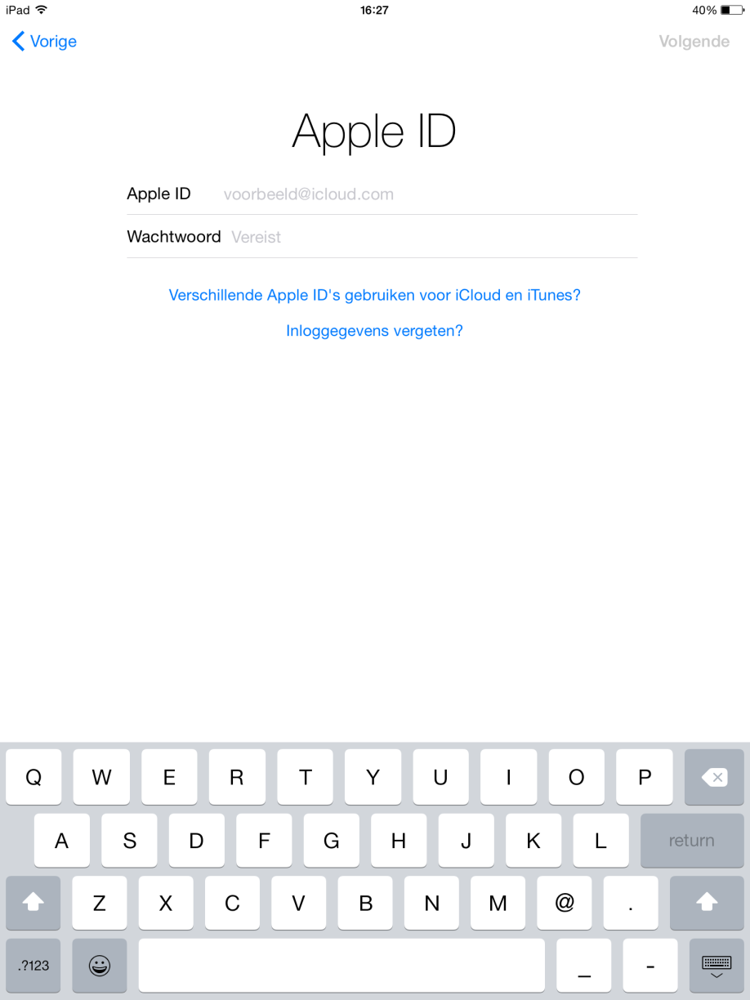 iPad 16:27 40%
Vorige Volgende
Apple ID
Apple ID voorbeeld@icloud.com
Wachtwoord Vereist
Verschillende Apple ID's gebruiken voor iCloud en iTunes?
Inloggegevens vergeten?
Q W E R T Y U I O P
A S D F G H J K L return
Z X C V B N M @ .
.?123 _ -